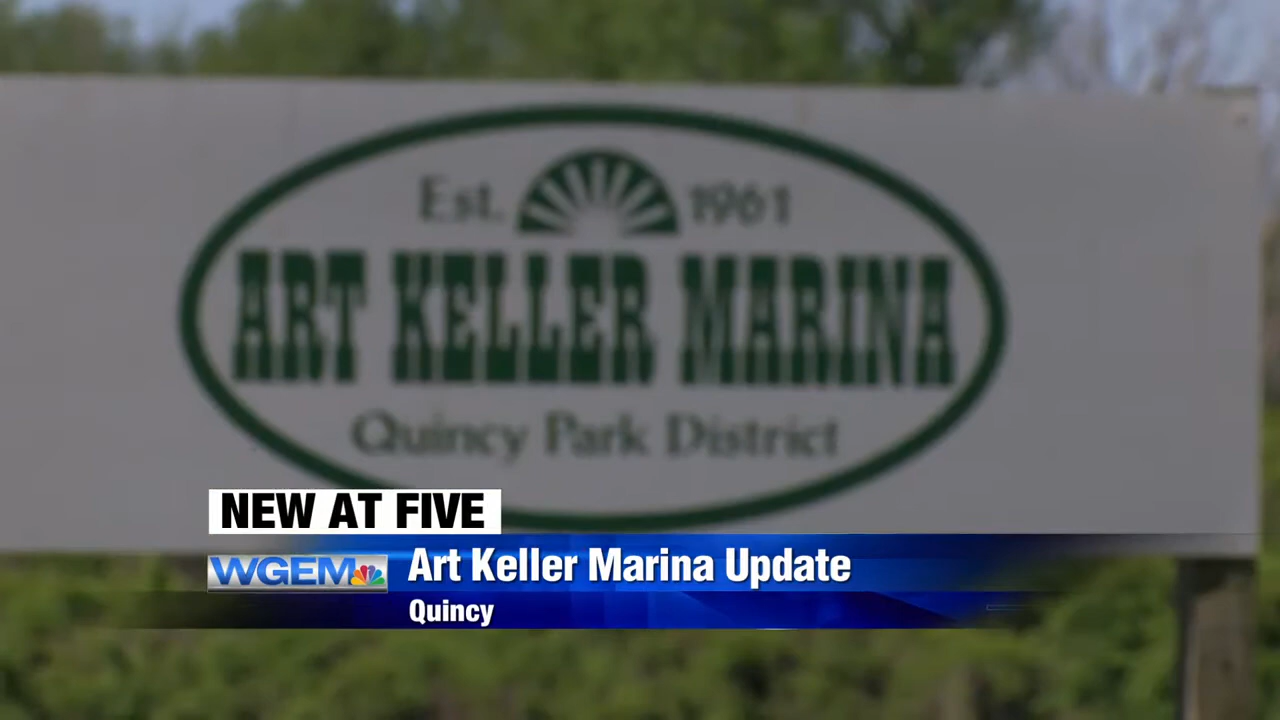 Est. 1961
ART KELLER MARINA
Quincy Park District
NEW AT FIVE
WGEM
Art Keller Marina Update
Quincy